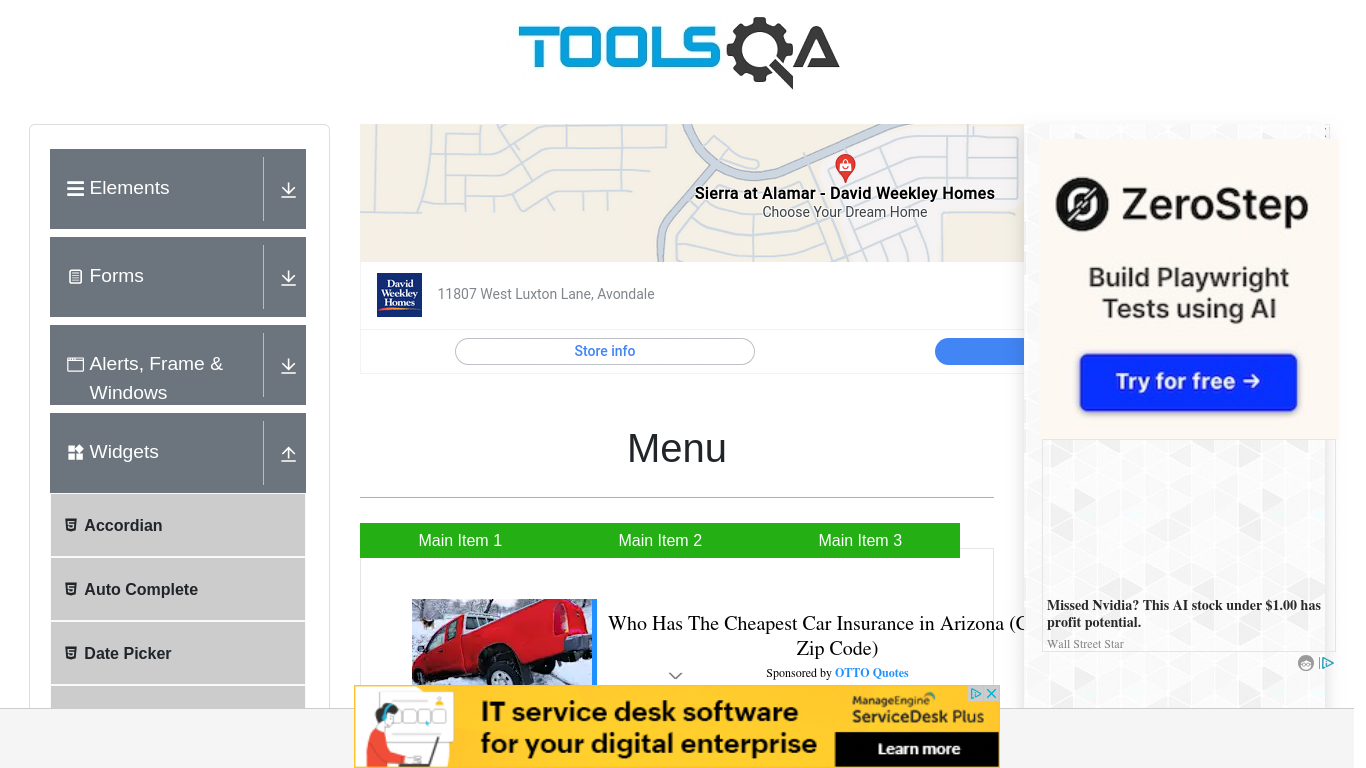 TOOLSQA
Elements
Forms
Alerts, Frame &
Windows
Widgets
Accordian
Auto Complete
Date Picker
Sierra at Alamar - David Weekley Homes
Choose Your Dream Home
David
Weekley
Homes
11807 West Luxton Lane, Avondale
Store info
Menu
Main Item 1
Main Item 2
Main Item 3
Who Has The Cheapest Car Insurance in Arizona (
Zip Code)
Sponsored by OTTO Quotes
ZeroStep
Build Playwright
Tests using AI
Try for free →
Missed Nvidia? This AI stock under $1.00 has
profit potential.
Wall Street Star
IT service desk software
for your digital enterprise
ManageEngine
ServiceDesk Plus
Learn more